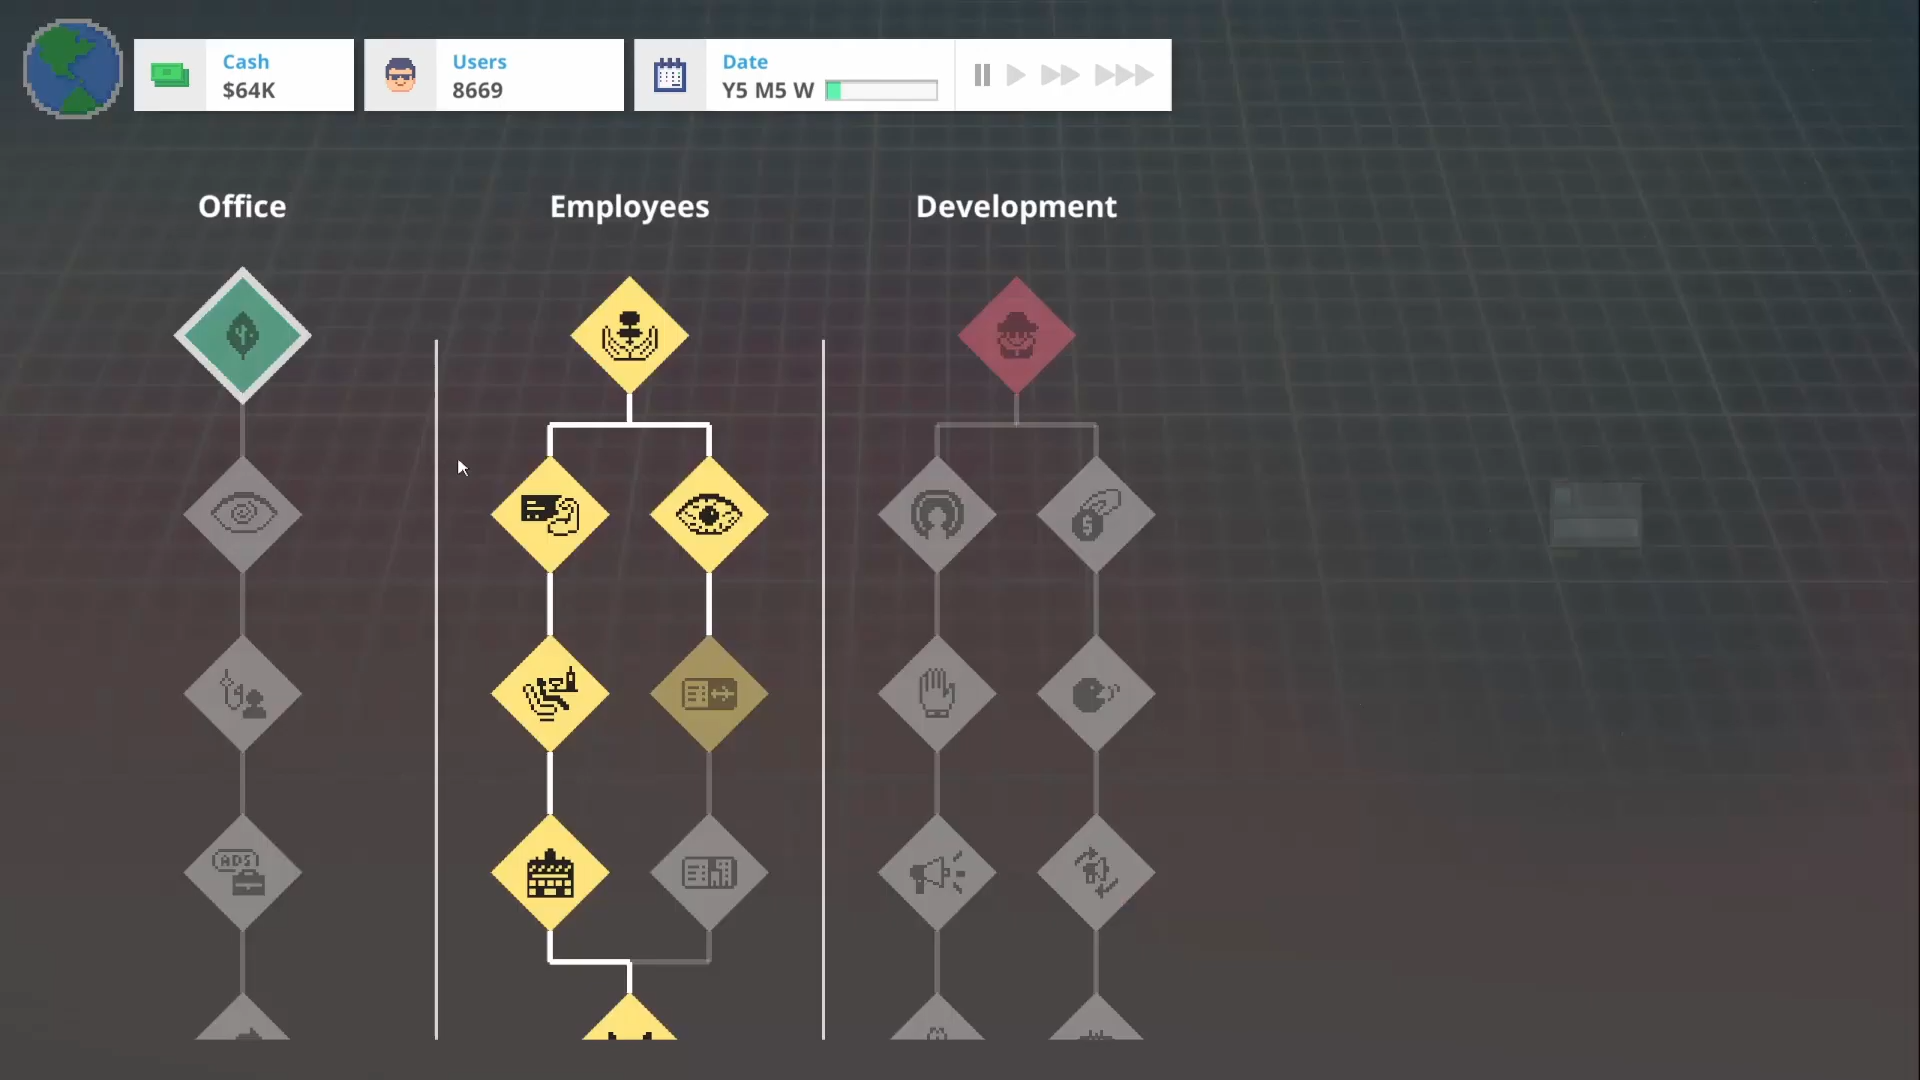 Cash
$64K
Users
8669
Date
Y5 M5 W
Office
Employees
Development
$
ADS